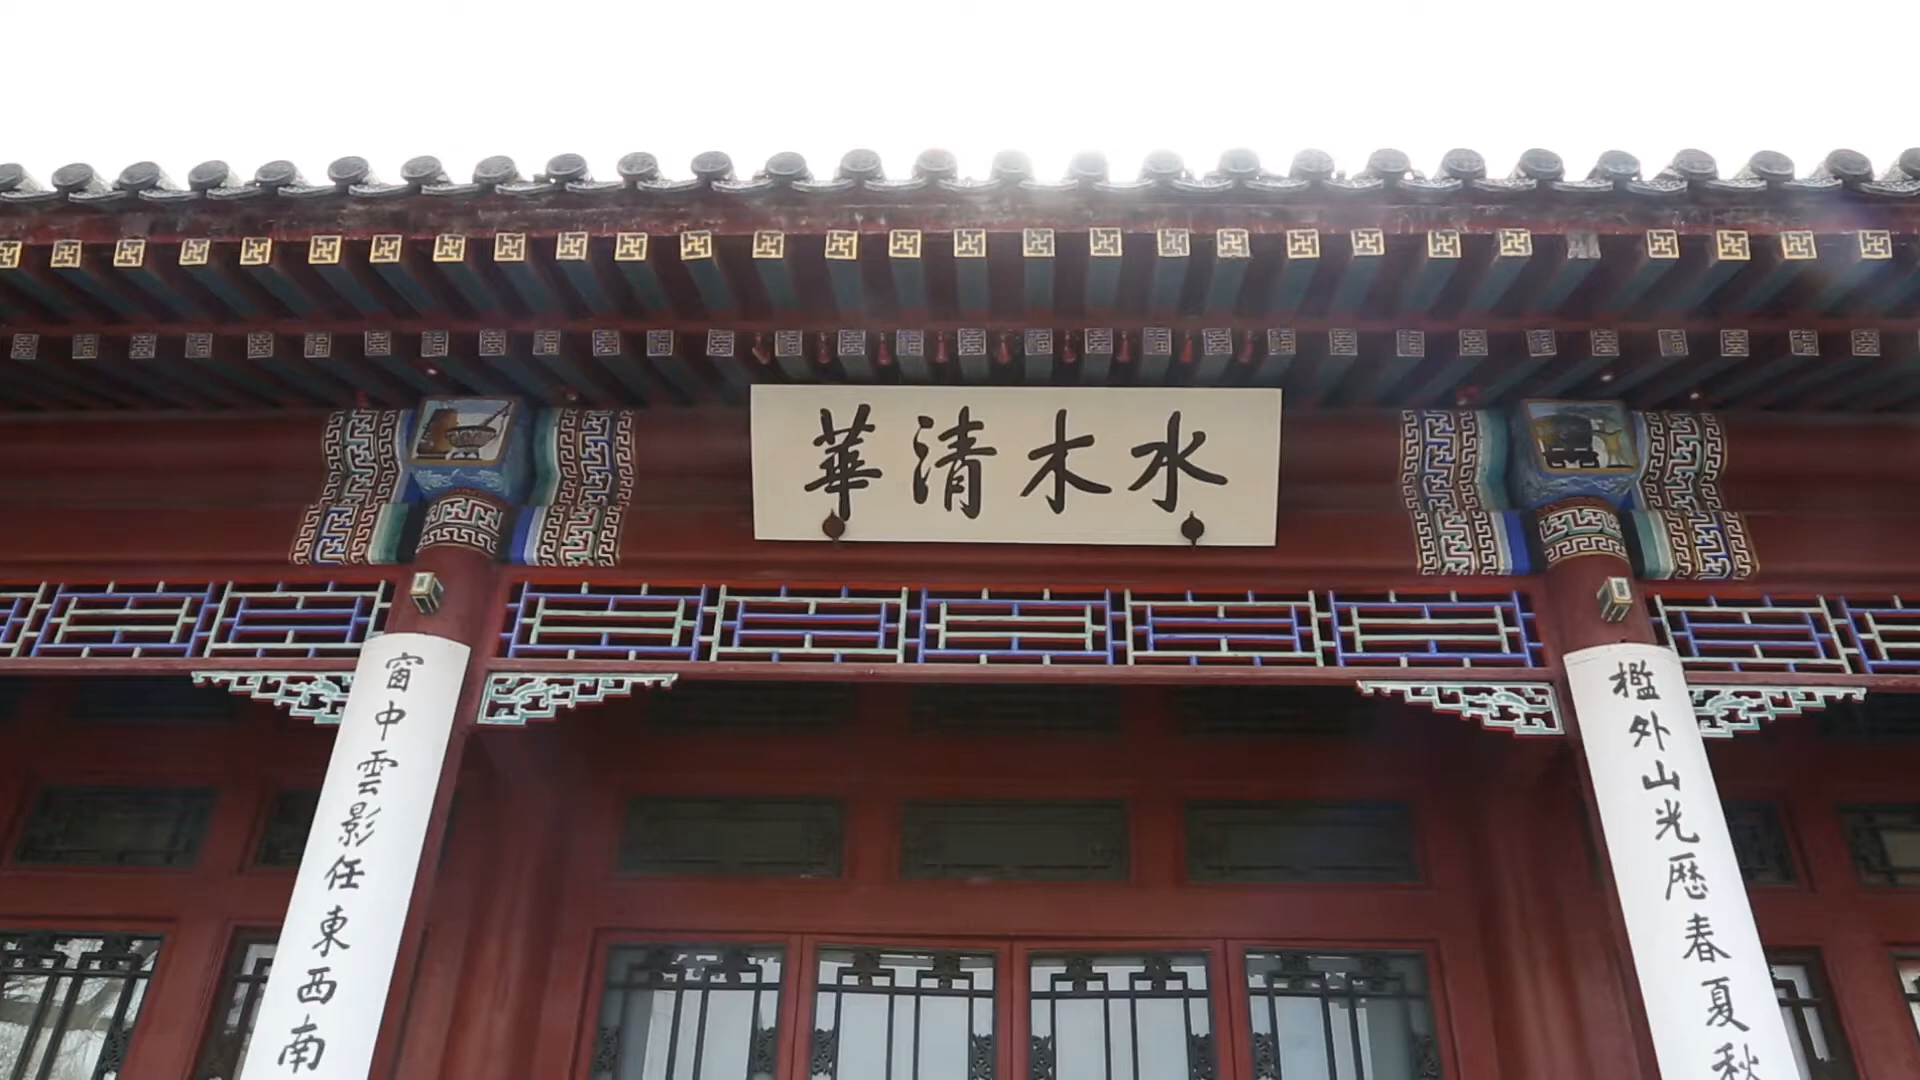 水木清華
檻外山光歷春夏秋
窗中雲影任東西南